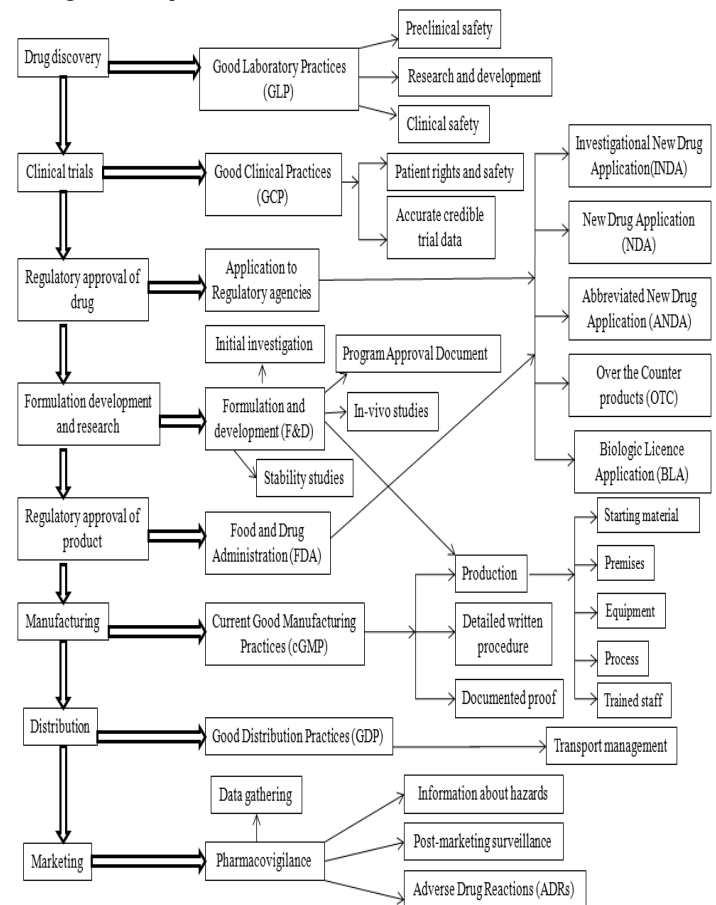 Preclinical safety
Drug discovery
Good Laboratory Practices
(GLP)
Research and development
Clinical safety
Clinical trials
Good Clinical Practices
(GCP)
Patient rights and safety
Accurate credible
trial data
Investigational New Drug
Application(INDA)
New Drug Application
(NDA)
Regulatory approval of
drug
Application to
Regulatory agencies
Abbreviated New Drug
Application (ANDA)
Initial investigation
Program Approval Document
Formulation development
and research
Formulation and
development (F&D)
In-vivo studies
Stability studies
Over the Counter
products (OTC)
Biologic Licence
Application (BLA)
Regulatory approval of
product
Food and Drug
Administration (FDA)
Production
Starting material
Premises
Equipment
Process
Trained staff
Manufacturing
Current Good Manufacturing
Practices (cGMP)
Detailed written
procedure
Documented proof
Distribution
Good Distribution Practices (GDP)
Transport management
Data gathering
Information about hazards
Marketing
Pharmacovigilance
Post-marketing surveillance
Adverse Drug Reactions (ADRs)